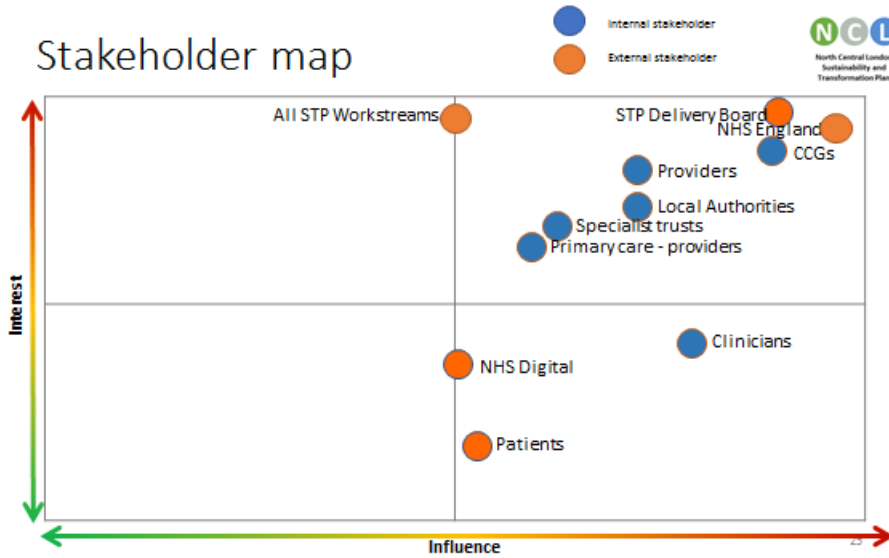 Stakeholder map
Internal stakeholder
External stakeholder
NCL
North Central London
Sustainability and
Transformation Plan
All STP Workstreams
STP Delivery Board
NHS England
CCGs
Providers
Local Authorities
Specialist trusts
Primary care - providers
Clinicians
NHS Digital
Patients
Interest
Influence